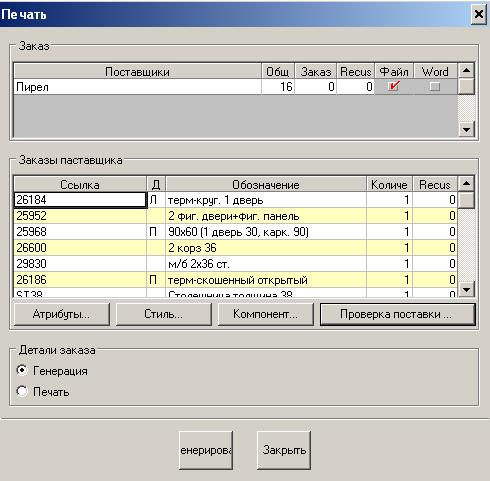 Печать
Заказ
Поставщики Общ Заказ Recus Файл Word
Пирел 16 0 0
Заказы паставщика
Ссылка Д Обозначение Количе Recus
26184 Л терм-круг. 1 дверь 1 0
25952 2 фиг. двери+фиг. панель 1 0
25968 П 90x60 (1 дверь 30, карк. 90) 1 0
26600 2 корз 36 1 0
29830 м/б 2x36 ст. 1 0
26186 П терм-скошенный открытый 1 0
ST38 Столешница толщина 38 1 0
Атрибуты... Стиль... Компонент... Проверка поставки ...
Детали заказа
Генерация
Печать
енерирова Закрыть